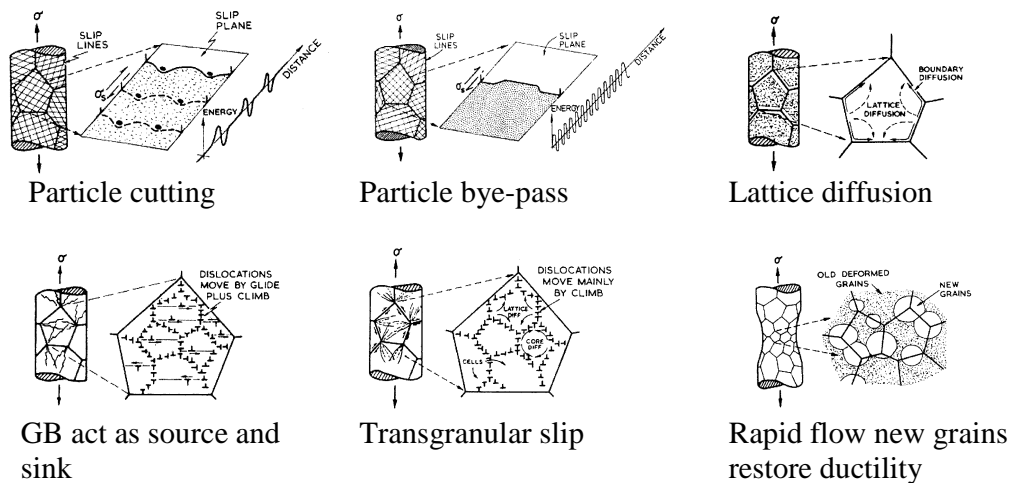 σ
SLIP
LINES
SLIP
PLANE
σs
ENERGY
DISTANCE
Particle cutting
σ
SLIP
LINES
SLIP
PLANE
σs
ENERGY
DISTANCE
Particle bye-pass
σ
BOUNDARY
DIFFUSION
LATTICE
DIFFUSION
Lattice diffusion
σ
DISLOCATIONS
MOVE BY GLIDE
PLUS CLIMB
GB act as source and
sink
σ
DISLOCATIONS
MOVE MAINLY
BY CLIMB
LATTICE
DIFF
CORE
DIFF
CELLS
Transgranular slip
σ
OLD DEFORMED
GRAINS
NEW
GRAINS
Rapid flow new grains
restore ductility